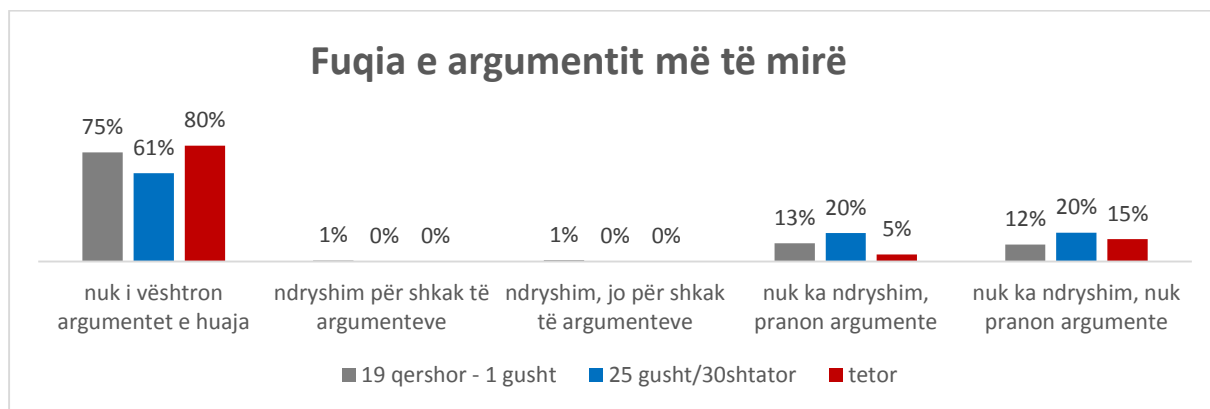 Fuqia e argumentit më të mirë
75%
61%
80%
1%
0%
0%
1%
0%
0%
13%
20%
5%
12%
20%
15%
nuk i vështron
argumentet e huaja
ndryshim për shkak të
argumenteve
ndryshim, jo për shkak
të argumenteve
nuk ka ndryshim,
pranon argumente
nuk ka ndryshim, nuk
pranon argumente
19 qershor - 1 gusht
25 gusht/30shtator
tetor